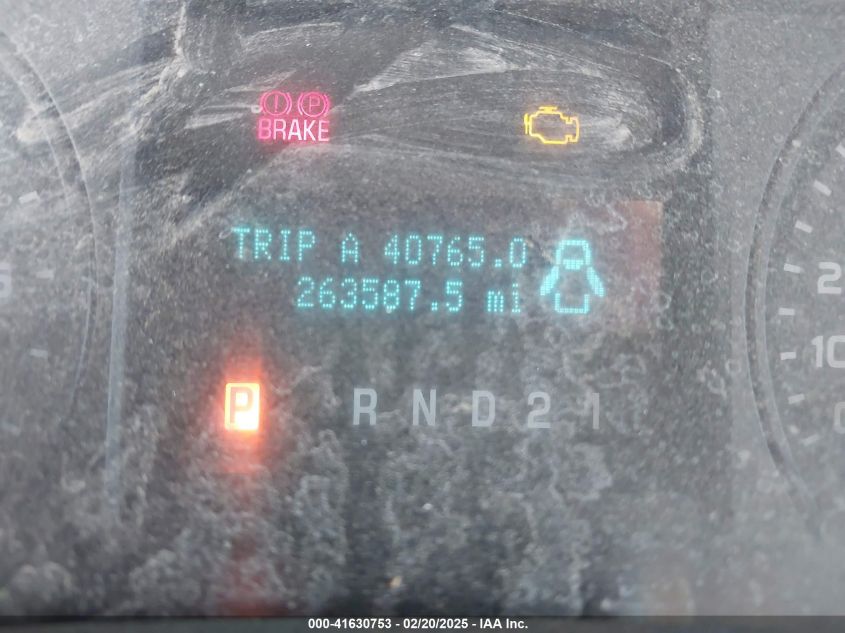 BRAKE
TRIP A 40765.0
263587.5 mi
P R N D 2 1
000-41630753 – 02/20/2025 – IAA Inc.